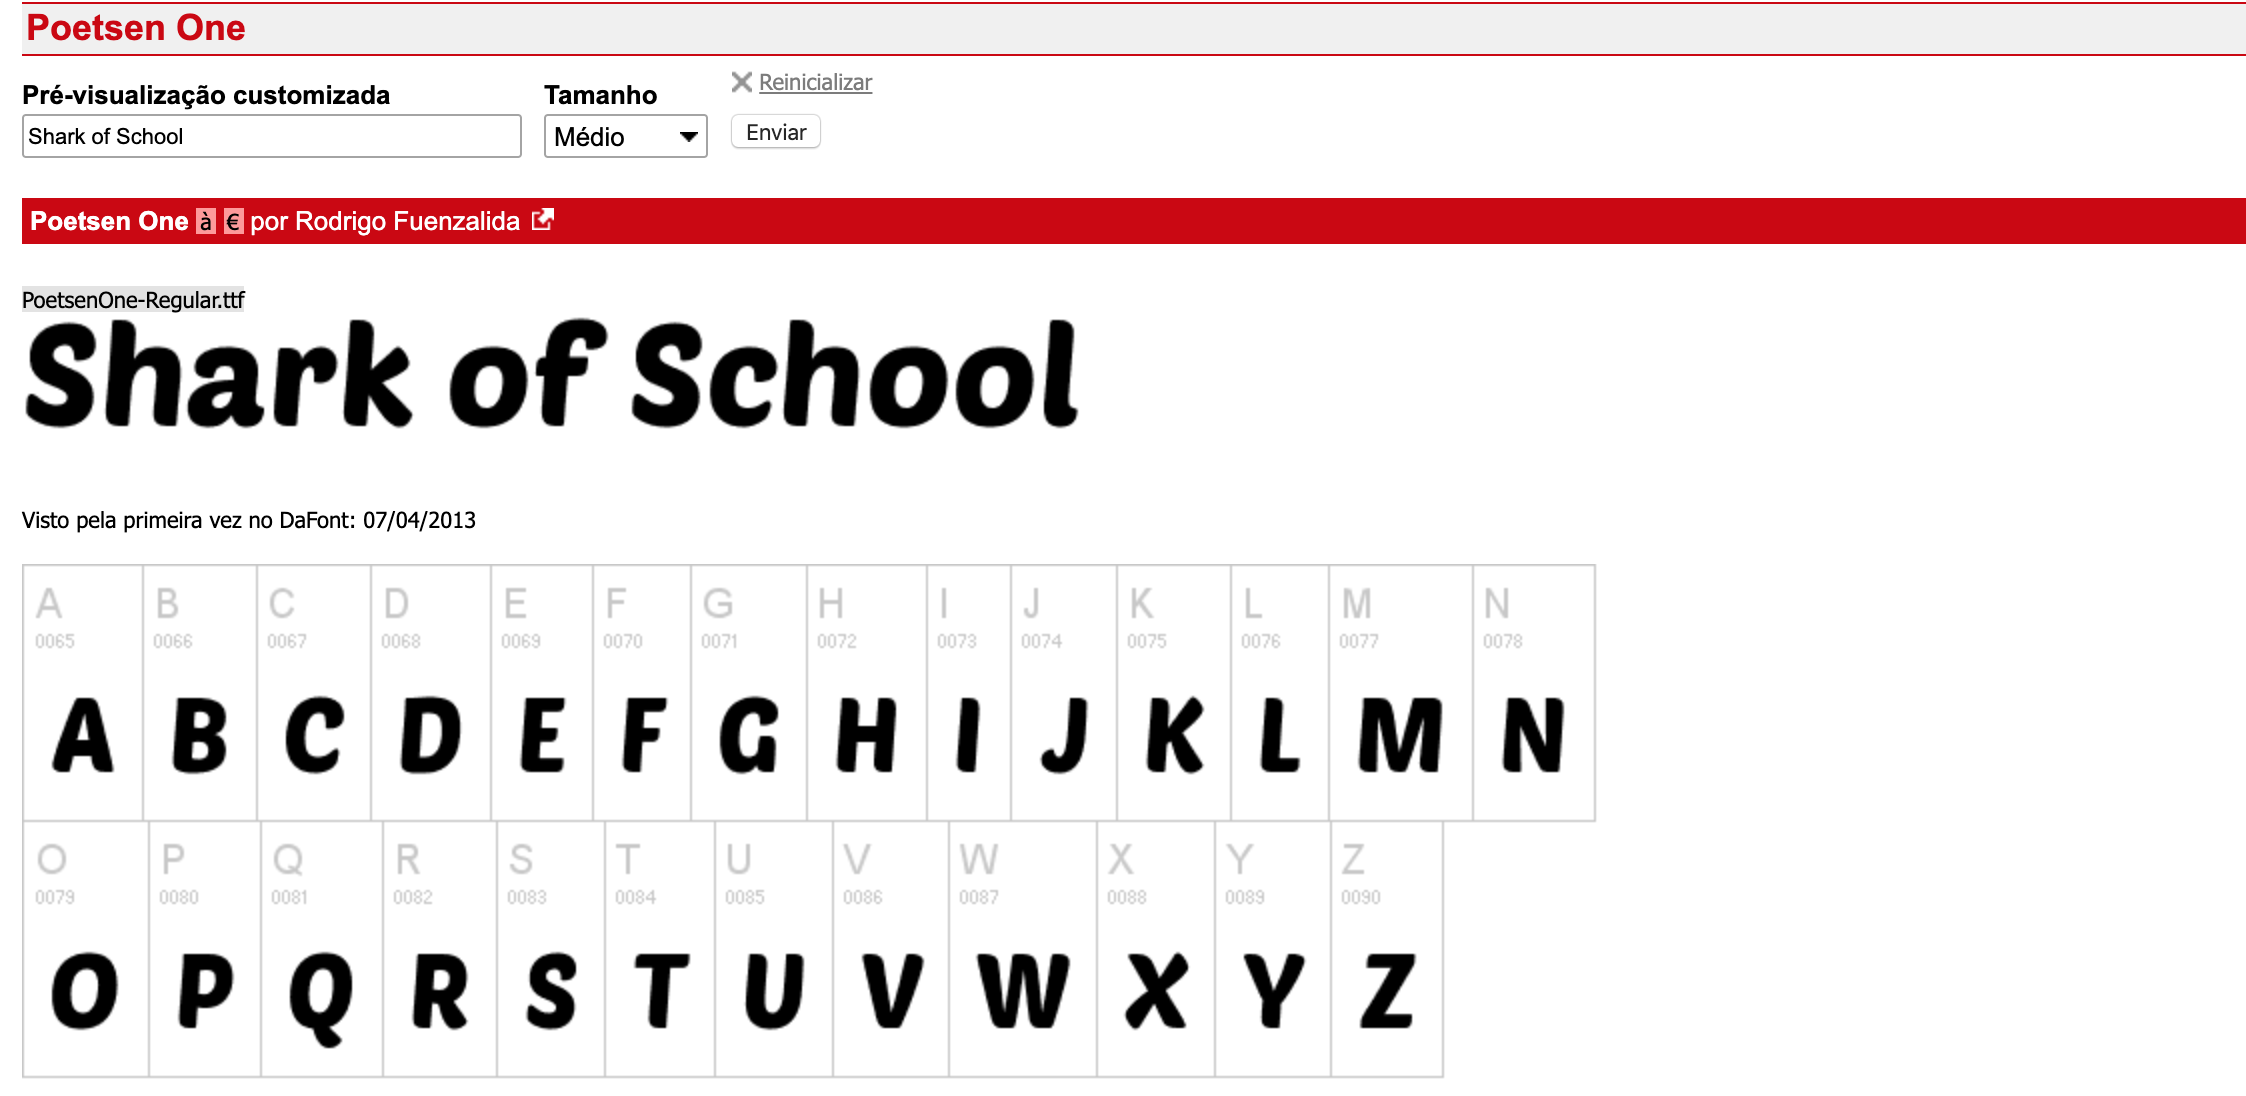 Poetsen One
Pré-visualização customizada Tamanho Reinicializar
Shark of School Médio Enviar
Poetsen One à € por Rodrigo Fuenzalida
PoetsenOne-Regular.ttf
Shark of School
Visto pela primeira vez no DaFont: 07/04/2013
A B C D E F G H I J K L M N
0065 0066 0067 0068 0069 0070 0071 0072 0073 0074 0075 0076 0077 0078
A B C D E F G H I J K L M N
O P Q R S T U V W X Y Z
0079 0080 0081 0082 0083 0084 0085 0086 0087 0088 0089 0090
O P Q R S T U V W X Y Z